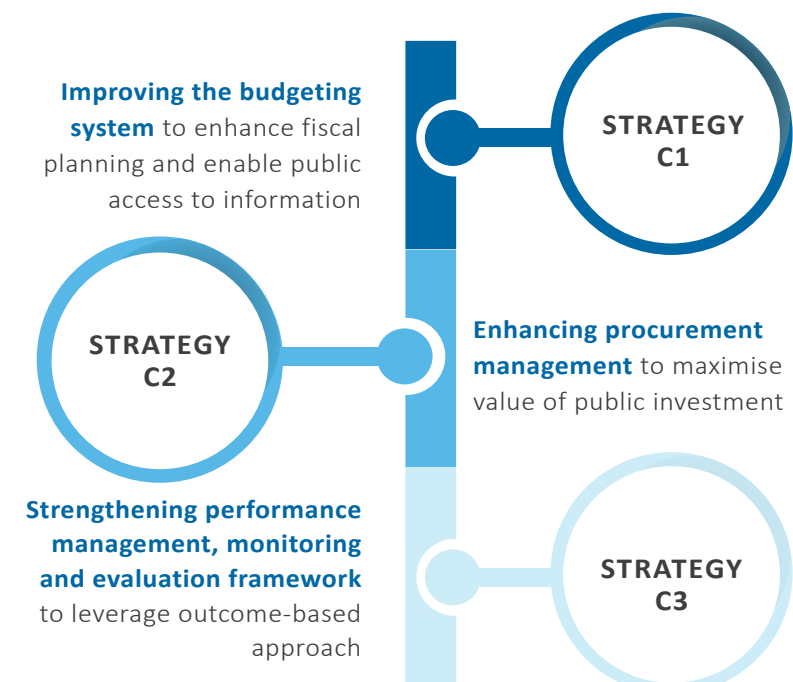 STRATEGY
C1
Improving the budgeting
system to enhance fiscal
planning and enable public
access to information
STRATEGY
C2
Enhancing procurement
management to maximise
value of public investment
STRATEGY
C3
Strengthening performance
management, monitoring
and evaluation framework
to leverage outcome-based
approach